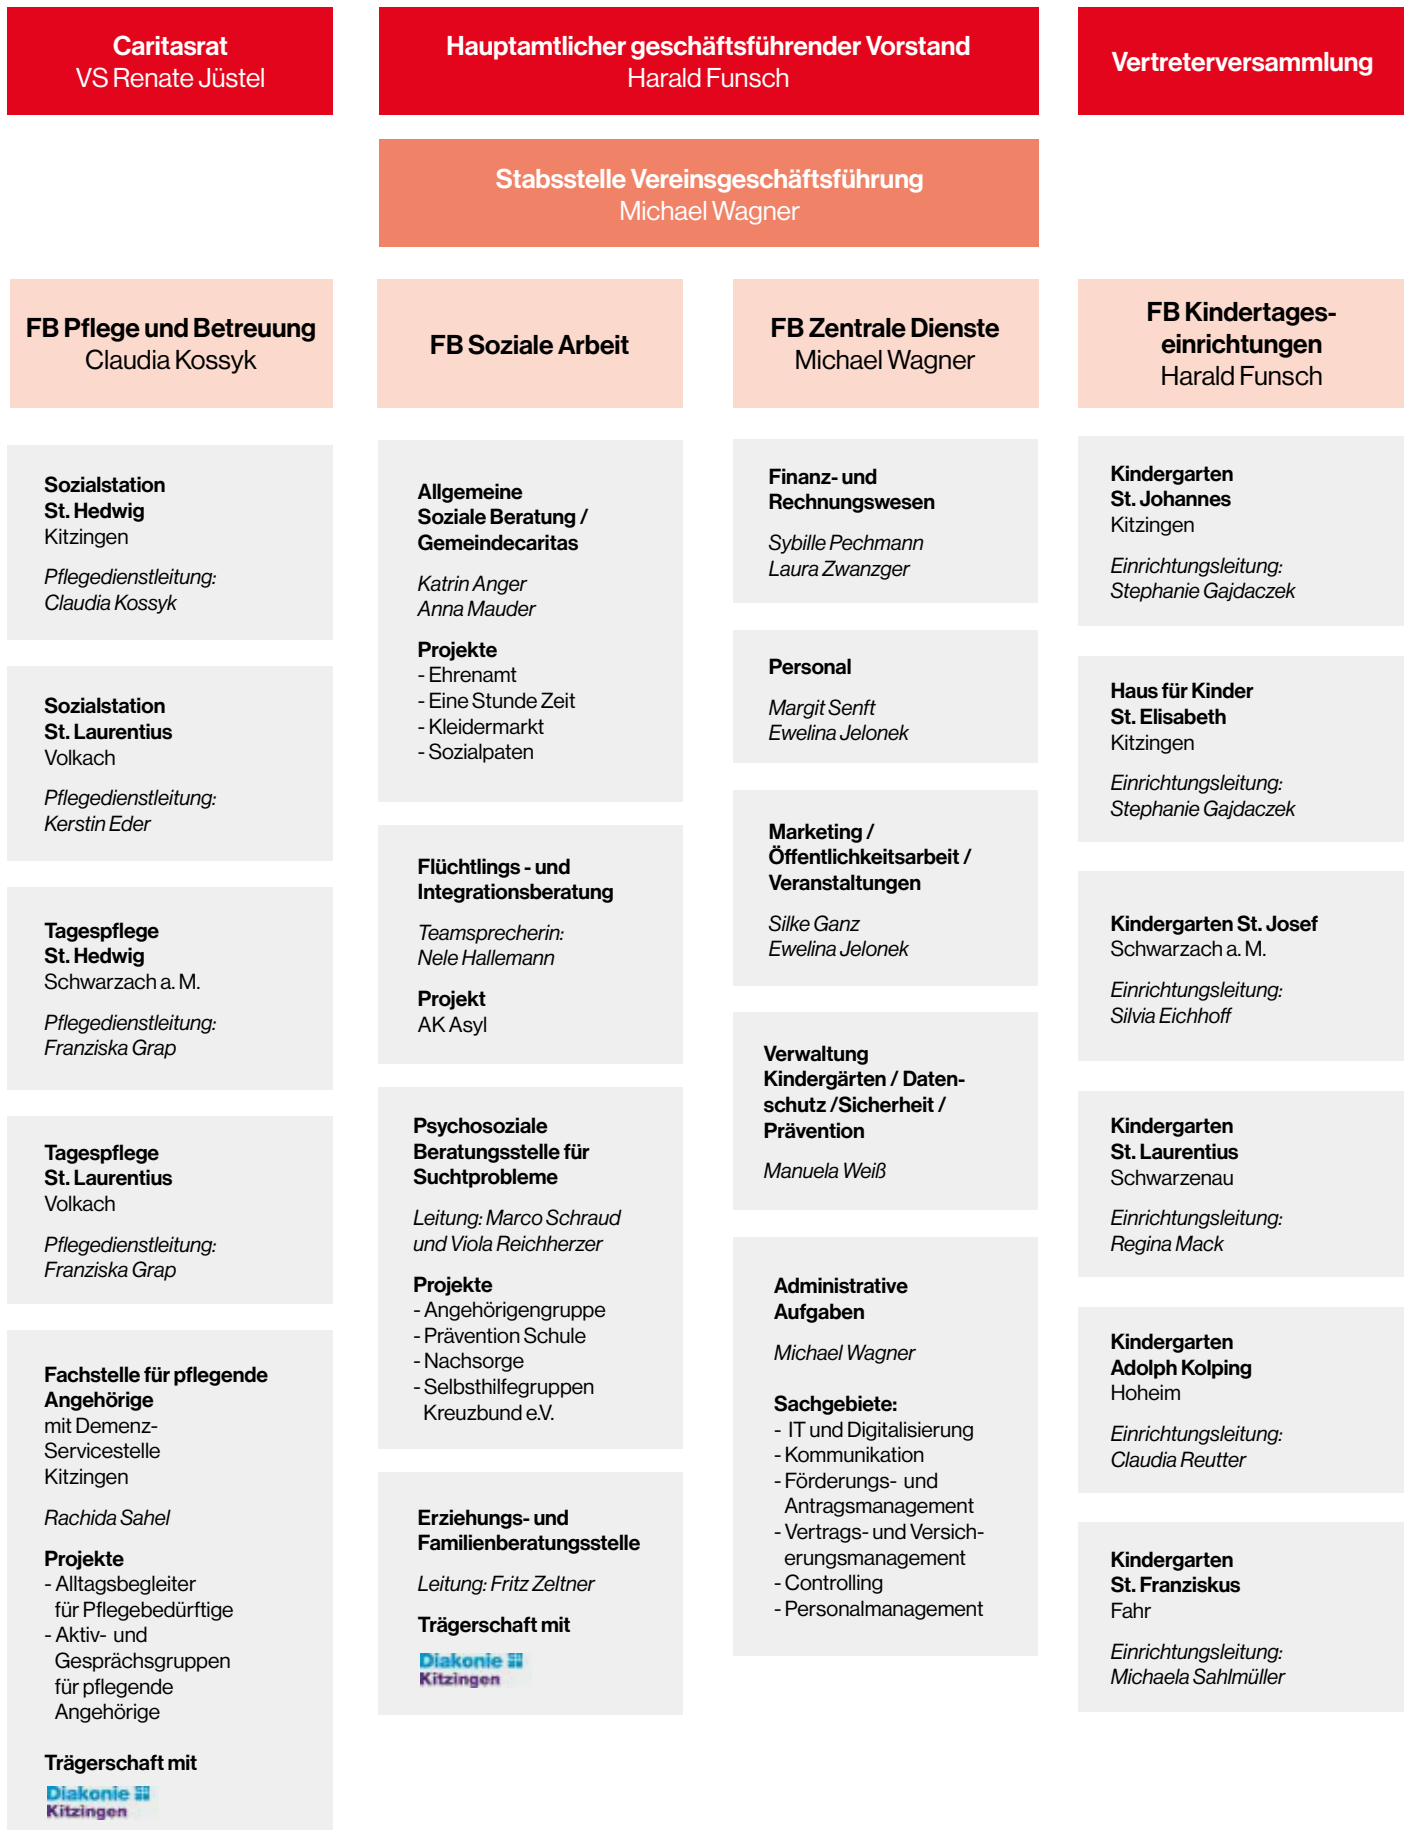 Caritasrat
VS Renate Jüstel
Hauptamtlicher geschäftsführender Vorstand
Harald Funsch
Vertreterversammlung
Stabsstelle Vereinsgeschäftsführung
Michael Wagner
FB Pflege und Betreuung
Claudia Kossyk
Sozialstation
St. Hedwig
Kitzingen
Pflegedienstleitung:
Claudia Kossyk
Sozialstation
St. Laurentius
Volkach
Pflegedienstleitung:
Kerstin Eder
Tagespflege
St. Hedwig
Schwarzach a. M.
Pflegedienstleitung:
Franziska Grap
Tagespflege
St. Laurentius
Volkach
Pflegedienstleitung:
Franziska Grap
Fachstelle für pflegende
Angehörige
mit Demenz-
Servicestelle
Kitzingen
Rachida Sahel
Projekte
- Alltagsbegleiter
für Pflegebedürftige
- Aktiv- und
Gesprächsgruppen
für pflegende
Angehörige
Trägerschaft mit
Diakonie
Kitzingen
FB Soziale Arbeit
Allgemeine
Soziale Beratung /
Gemeindecaritas
Katrin Anger
Anna Mauder
Projekte
- Ehrenamt
- Eine Stunde Zeit
- Kleidermarkt
- Sozialpaten
Flüchtlings - und
Integrationsberatung
Teamsprecherin:
Nele Hallemann
Projekt
AK Asyl
Psychosoziale
Beratungsstelle für
Suchtprobleme
Leitung: Marco Schraud
und Viola Reichherzer
Projekte
- Angehörigengruppe
- Prävention Schule
- Nachsorge
- Selbsthilfegruppen
Kreuzbund e.V.
Erziehungs- und
Familienberatungsstelle
Leitung: Fritz Zeltner
Trägerschaft mit
Diakonie
Kitzingen
FB Zentrale Dienste
Michael Wagner
Finanz- und
Rechnungswesen
Sybille Pechmann
Laura Zwanzger
Personal
Margit Senft
Ewelina Jelonek
Marketing /
Öffentlichkeitsarbeit /
Veranstaltungen
Silke Ganz
Ewelina Jelonek
Verwaltung
Kindergärten / Daten-
schutz /Sicherheit /
Prävention
Manuela Weiß
Administrative
Aufgaben
Michael Wagner
Sachgebiete:
- IT und Digitalisierung
- Kommunikation
- Förderungs- und
Antragsmanagement
- Vertrags- und Versich-
erungsmanagement
- Controlling
- Personalmanagement
FB Kindertages-
einrichtungen
Harald Funsch
Kindergarten
St. Johannes
Kitzingen
Einrichtungsleitung:
Stephanie Gajdaczek
Haus für Kinder
St. Elisabeth
Kitzingen
Einrichtungsleitung:
Stephanie Gajdaczek
Kindergarten St. Josef
Schwarzach a. M.
Einrichtungsleitung:
Silvia Eichhoff
Kindergarten
St. Laurentius
Schwarzenau
Einrichtungsleitung:
Regina Mack
Kindergarten
Adolph Kolping
Hoheim
Einrichtungsleitung:
Claudia Reutter
Kindergarten
St. Franziskus
Fahr
Einrichtungsleitung:
Michaela Sahlmüller